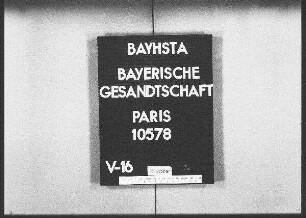 BAYHSTA
BAYERISCHE
GESANDTSCHAFT
PARIS
10578
V-16